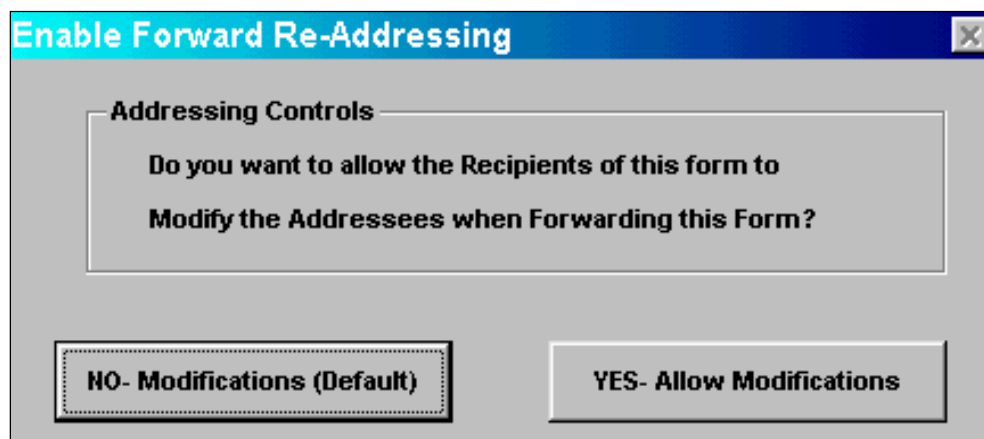 Enable Forward Re-Addressing
Addressing Controls
Do you want to allow the Recipients of this form to
Modify the Addressees when Forwarding this Form?
NO- Modifications (Default)
YES- Allow Modifications